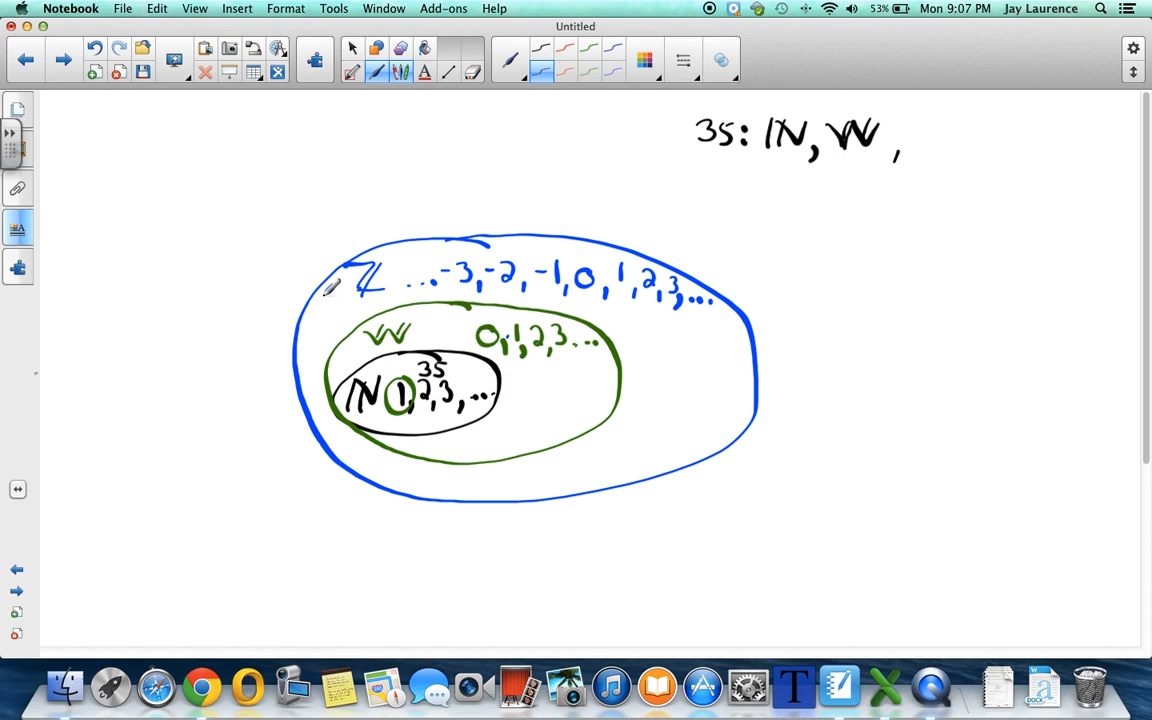 Notebook File Edit View Insert Format Tools Window Add-ons Help 53% Mon 9:07 PM Jay Laurence
Untitled
35: ℕ, W,
ℤ ...-3,-2,-1,0,1,2,3,...
W 0,1,2,3...
35
ℕ 1,2,3,...